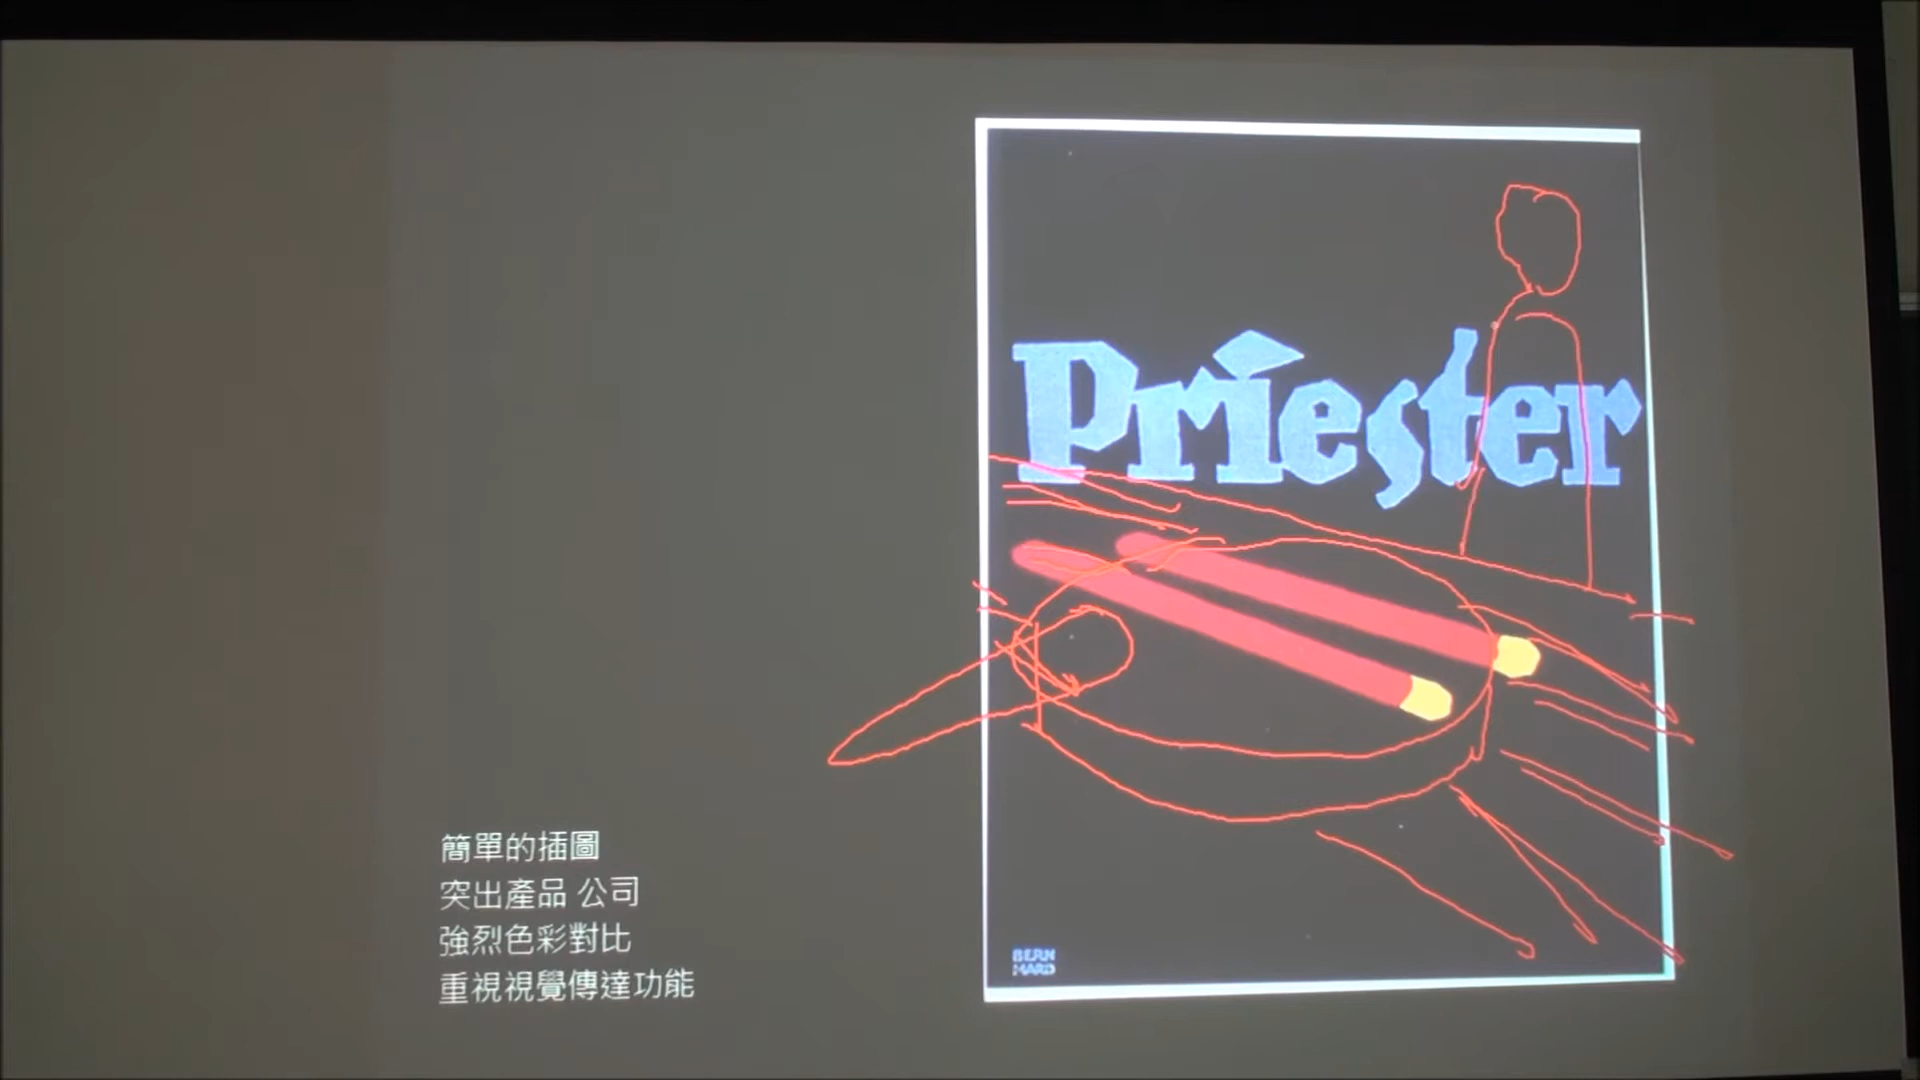 Priester
簡單的插圖
突出產品 公司
強烈色彩對比
重視視覺傳達功能
BERN
HARD